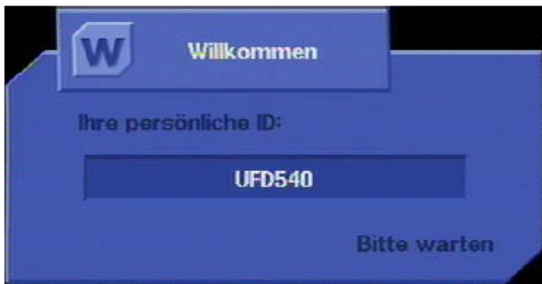 W Willkommen
Ihre persönliche ID:
UFD540
Bitte warten